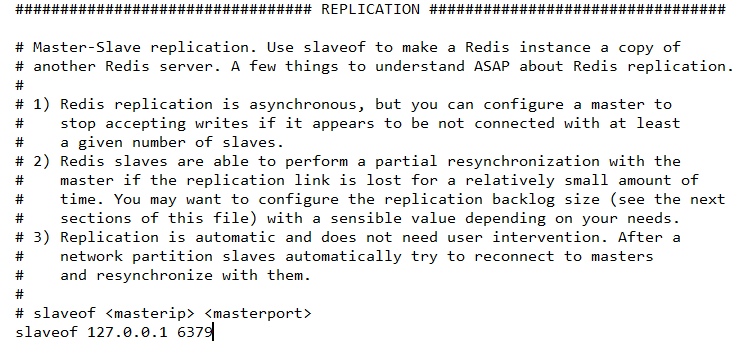 ################################# REPLICATION #################################

# Master-Slave replication. Use slaveof to make a Redis instance a copy of
# another Redis server. A few things to understand ASAP about Redis replication.
#
# 1) Redis replication is asynchronous, but you can configure a master to
#    stop accepting writes if it appears to be not connected with at least
#    a given number of slaves.
# 2) Redis slaves are able to perform a partial resynchronization with the
#    master if the replication link is lost for a relatively small amount of
#    time. You may want to configure the replication backlog size (see the next
#    sections of this file) with a sensible value depending on your needs.
# 3) Replication is automatic and does not need user intervention. After a
#    network partition slaves automatically try to reconnect to masters
#    and resynchronize with them.
#
# slaveof <masterip> <masterport>
slaveof 127.0.0.1 6379